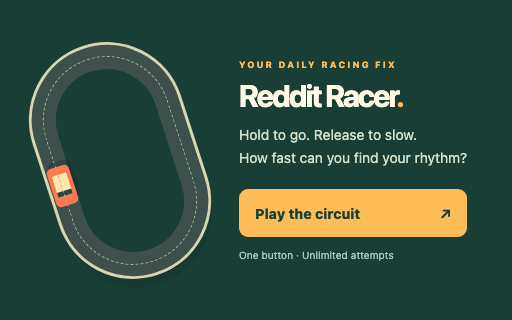 YOUR DAILY RACING FIX
Reddit Racer.
Hold to go. Release to slow.
How fast can you find your rhythm?
Play the circuit ↗
One button · Unlimited attempts